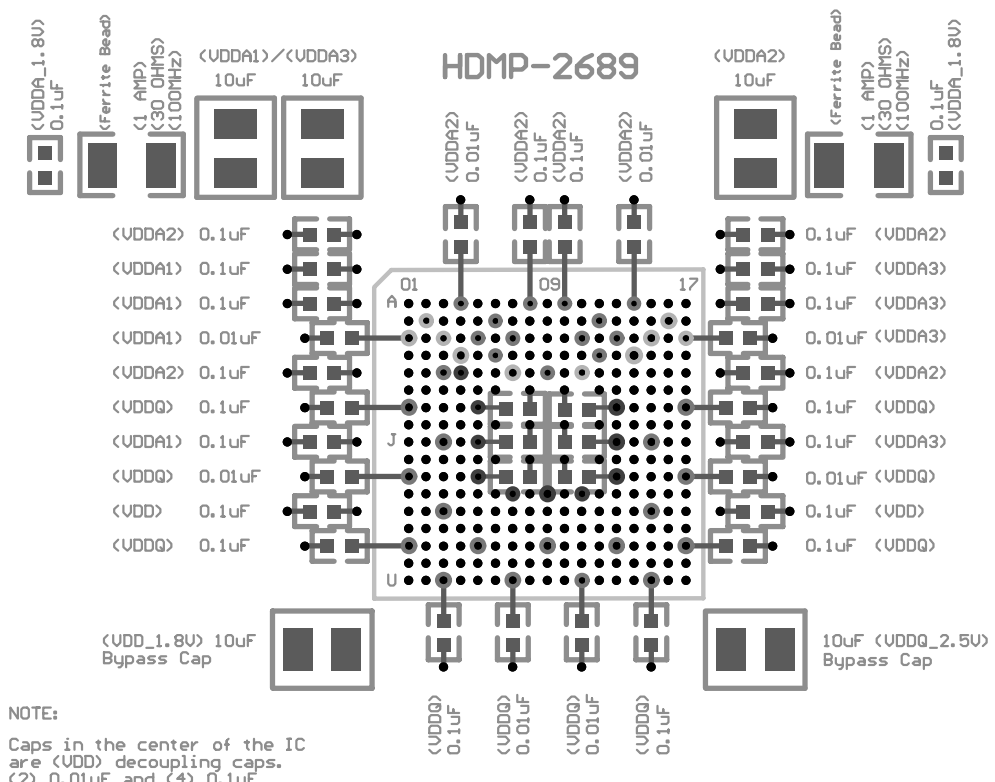 HDMP-2689
(VDDA_1.8V)
0.1uF
(Ferrite Bead)
(1 AMP)
(330 OHMS)
(100MHz)
(VDDA1)/(VDDA3)
10uF 10uF
(VDDA2)
0.01uF
(VDDA2)
0.1uF
(VDDA2)
0.1uF
(VDDA2)
0.01uF
(VDDA2)
10uF
(Ferrite Bead)
(1 AMP)
(330 OHMS)
(100MHz)
0.1uF
(VDDA_1.8V)
(VDDA2) 0.1uF
(VDDA1) 0.1uF
(VDDA1) 0.1uF
(VDDA1) 0.01uF
(VDDA2) 0.1uF
(VDDQ) 0.1uF
(VDDA1) 0.1uF
(VDDQ) 0.01uF
(VDD) 0.1uF
(VDDQ) 0.1uF
01 09 17
A
J
U
0.1uF (VDDA2)
0.1uF (VDDA3)
0.1uF (VDDA3)
0.01uF (VDDA3)
0.1uF (VDDA2)
0.1uF (VDDQ)
0.1uF (VDDA3)
0.01uF (VDDQ)
0.1uF (VDD)
0.1uF (VDDQ)
(VDD_1.8V) 10uF
Bypass Cap
10uF (VDDQ_2.5V)
Bypass Cap
(VDDQ)
0.1uF
(VDDQ)
0.01uF
(VDDQ)
0.01uF
(VDDQ)
0.1uF
NOTE:
Caps in the center of the IC
are (VDD) decoupling caps.
(2) 0.01uF and (4) 0.1uF